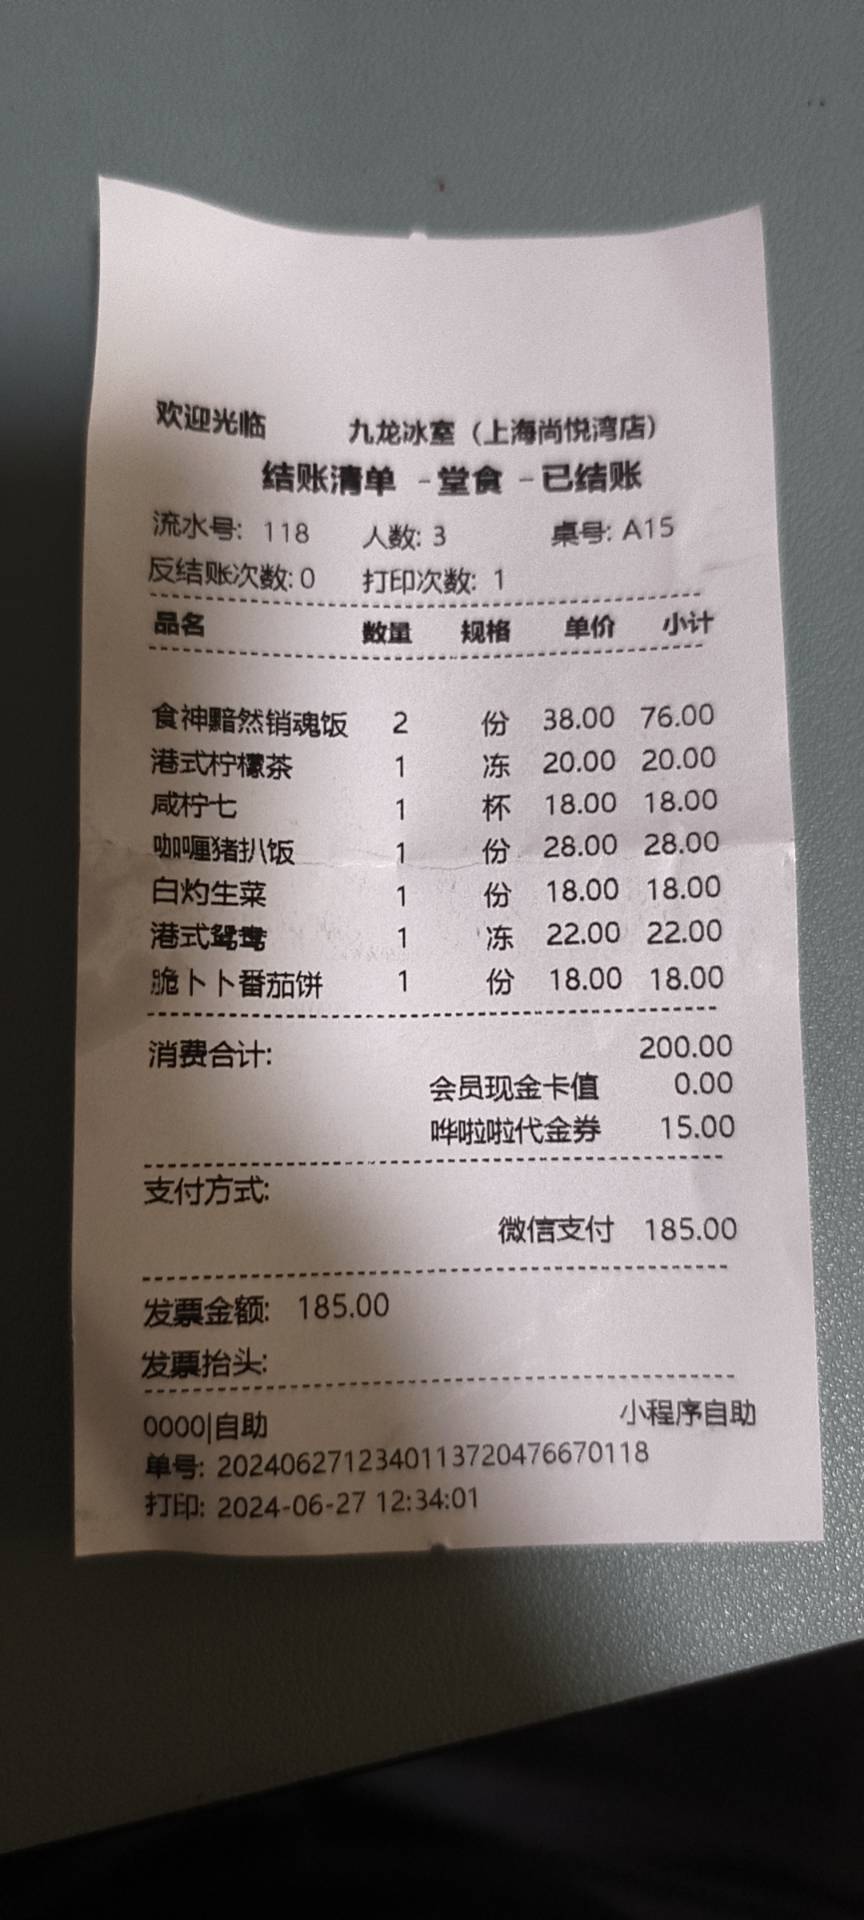 欢迎光临 九龙冰室（上海尚悦湾店）
结账清单 - 堂食 - 已结账
流水号: 118 人数: 3 桌号: A15
反结账次数: 0 打印次数: 1
品名 数量 规格 单价 小计
食神黯然销魂饭 2 份 38.00 76.00
港式柠檬茶 1 冻 20.00 20.00
咸柠七 1 杯 18.00 18.00
咖喱猪扒饭 1 份 28.00 28.00
白灼生菜 1 份 18.00 18.00
港式鸳鸯 1 冻 22.00 22.00
脆卜卜番茄饼 1 份 18.00 18.00
消费合计: 200.00
会员现金卡值 0.00
哗啦啦代金券 15.00
支付方式:
微信支付 185.00
发票金额: 185.00
发票抬头:
0000|自助 小程序自助
单号: 2024062712340113720476670118
打印: 2024-06-27 12:34:01